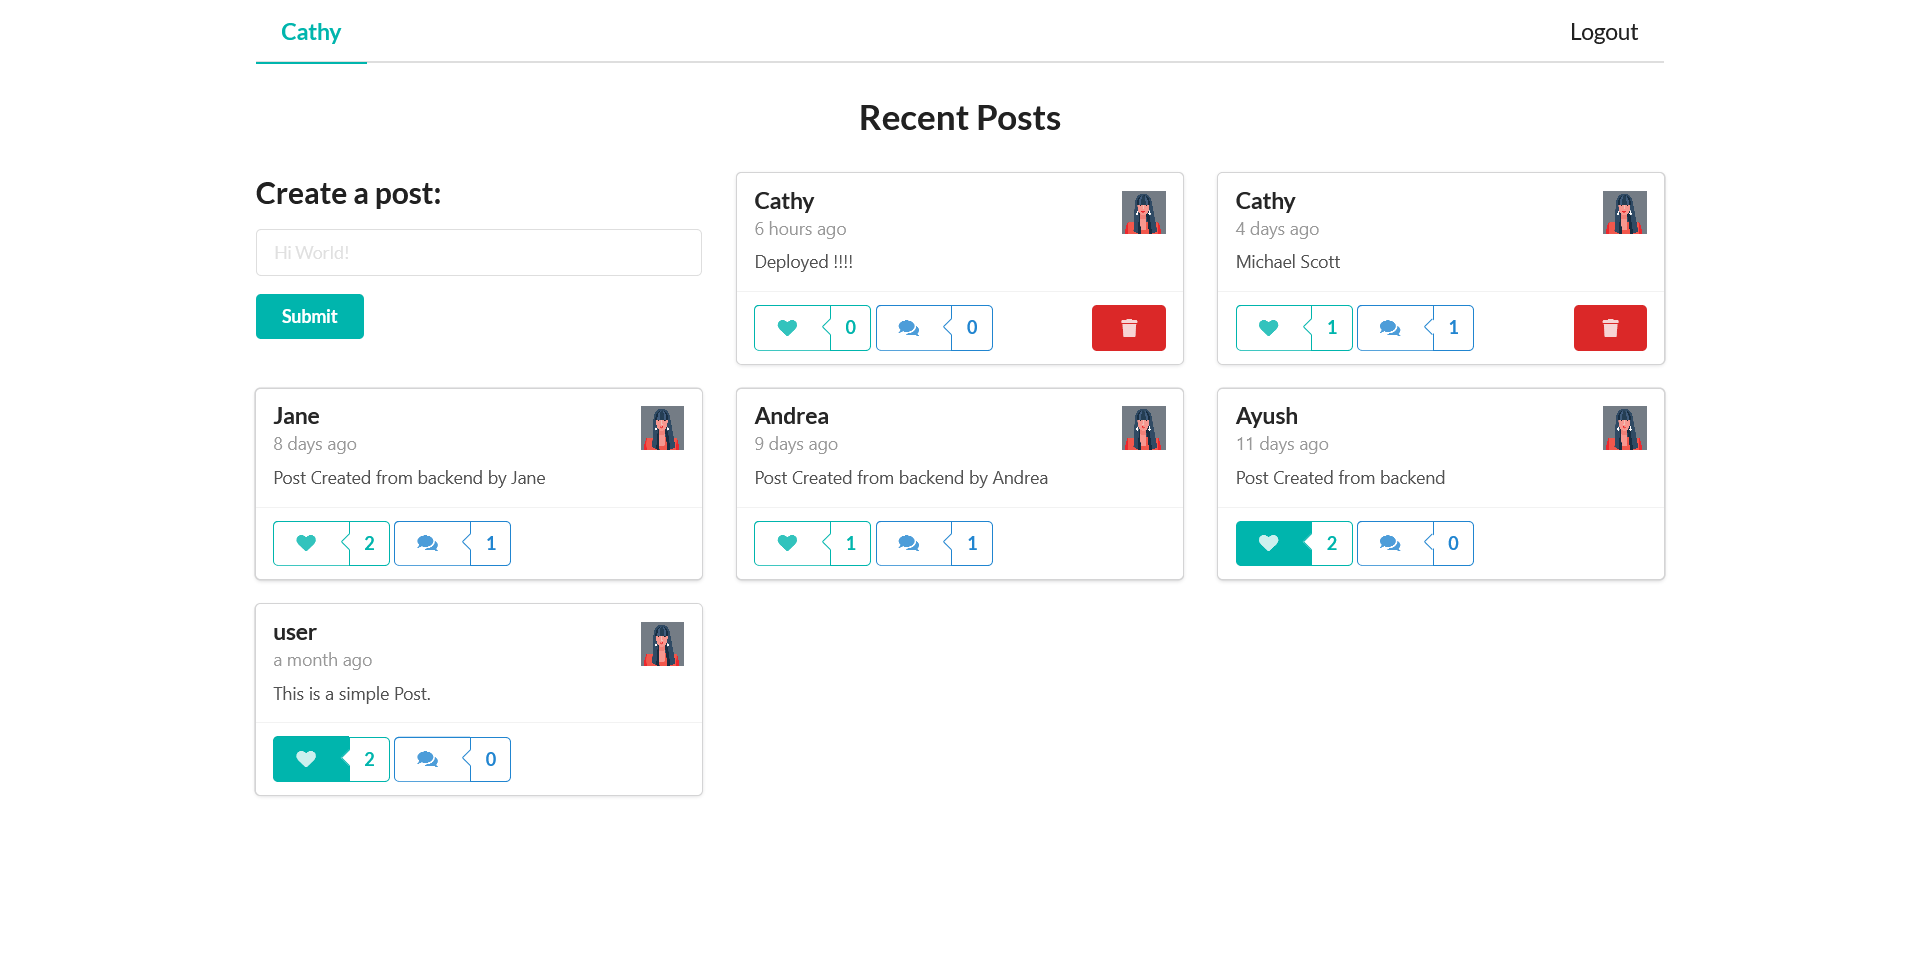 Cathy
Logout
Recent Posts
Create a post:
Hi World!
Submit
Cathy
6 hours ago
Deployed !!!!
0
0
Cathy
4 days ago
Michael Scott
1
1
Jane
8 days ago
Post Created from backend by Jane
2
1
Andrea
9 days ago
Post Created from backend by Andrea
1
1
Ayush
11 days ago
Post Created from backend
2
0
user
a month ago
This is a simple Post.
2
0